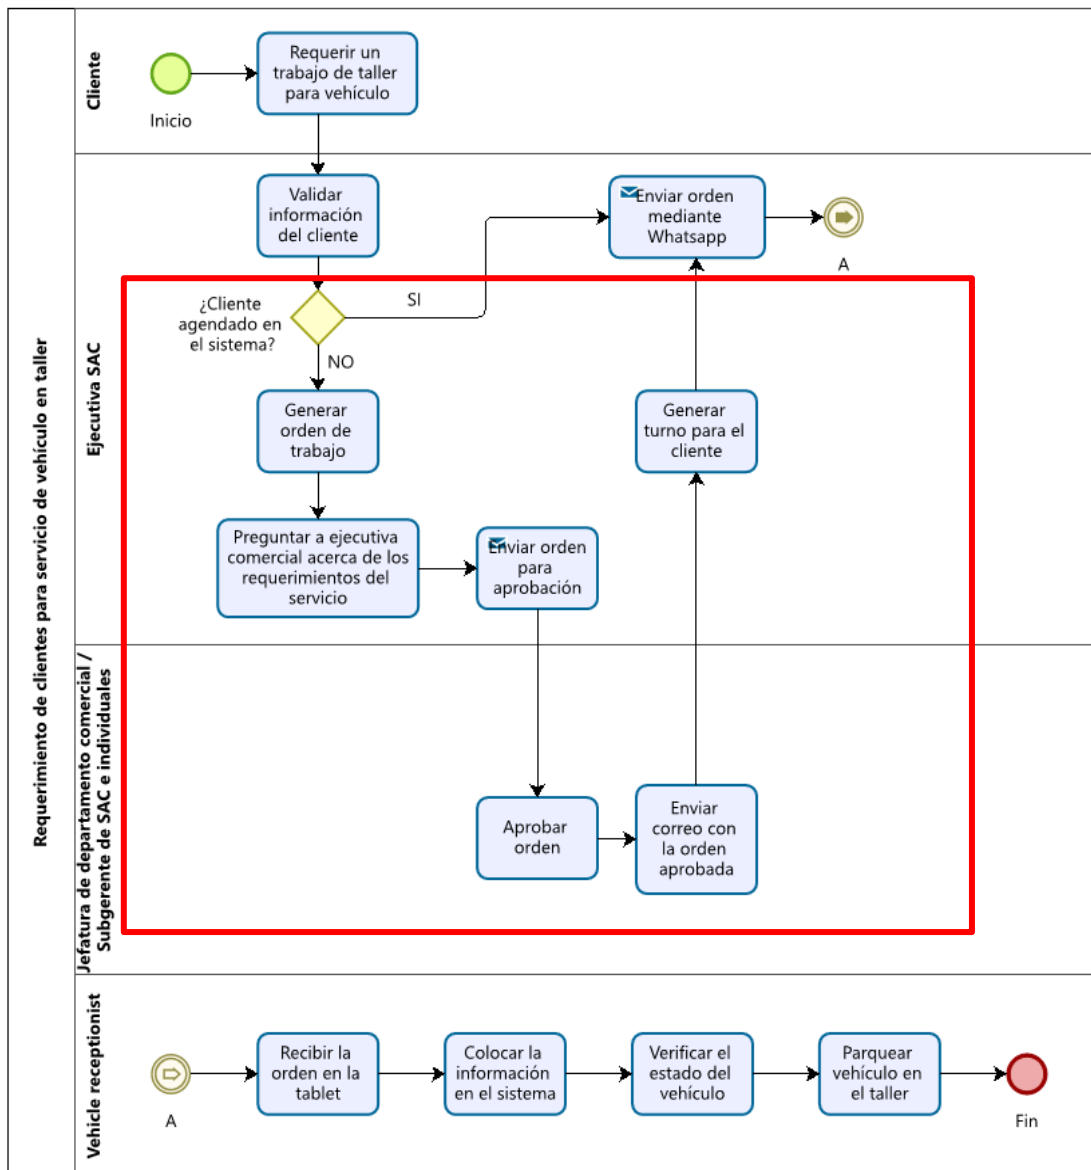 Requerimiento de clientes para servicio de vehículo en taller
Cliente
Inicio
Requerir un
trabajo de taller
para vehículo
Ejecutiva SAC
Validar
información
del cliente
Enviar orden
mediante
Whatsapp
A
¿Cliente
agendado en
el sistema?
SI
NO
Generar
orden de
trabajo
Generar
turno para el
cliente
Preguntar a ejecutiva
comercial acerca de los
requerimientos del
servicio
Enviar orden
para
aprobación
Jefatura de departamento comercial /
Subgerente de SAC e individuales
Aprobar
orden
Enviar
correo con
la orden
aprobada
Vehicle receptionist
A
Recibir la
orden en la
tablet
Colocar la
información
en el sistema
Verificar el
estado del
vehículo
Parquear
vehículo en
el taller
Fin